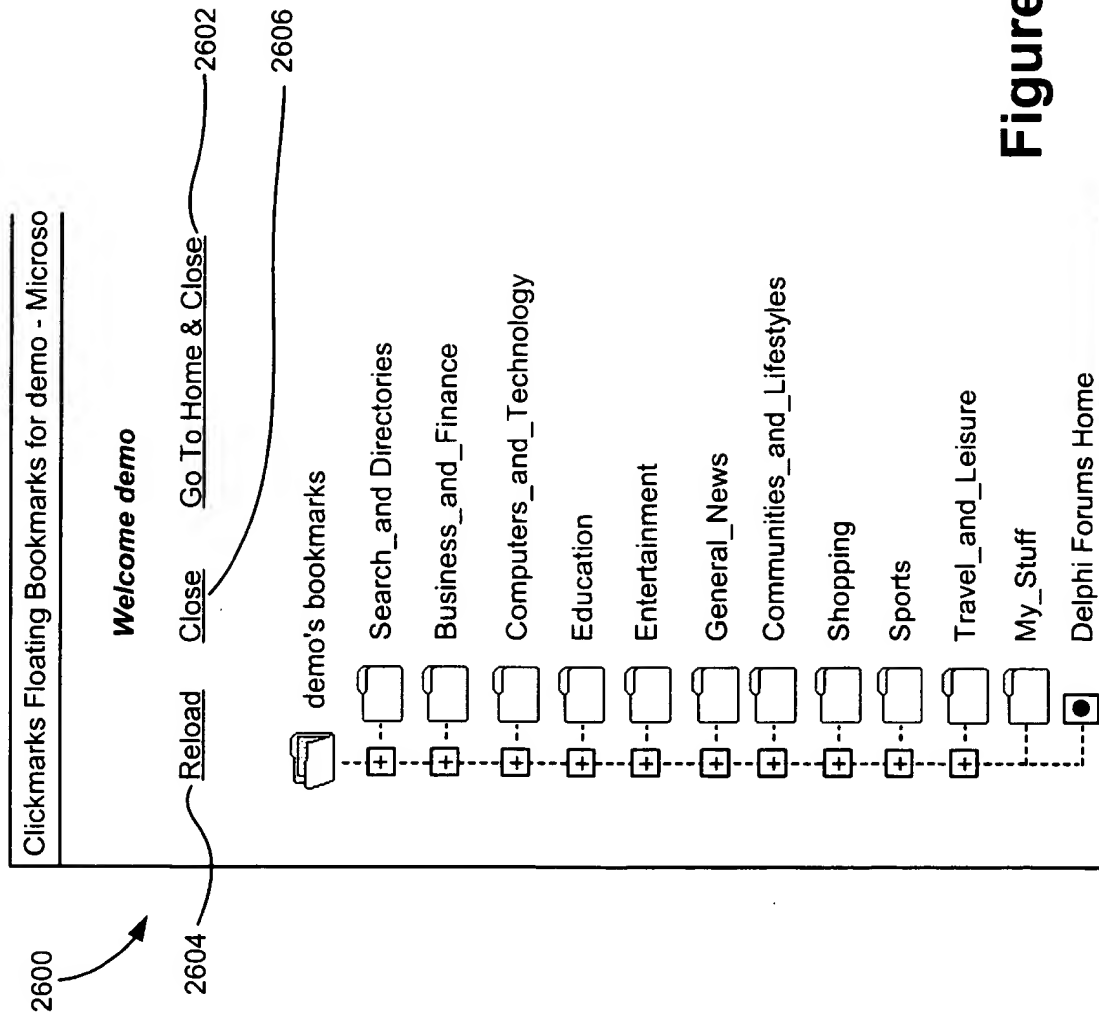 Clickmarks Floating Bookmarks for demo - Microso
2600
Welcome demo
Reload Close Go To Home & Close
2602
2604
2606
demo's bookmarks
Search_and Directories
Business_and_Finance
Computers_and_Technology
Education
Entertainment
General_News
Communities_and_Lifestyles
Shopping
Sports
Travel_and_Leisure
My_Stuff
Delphi Forums Home
Figure